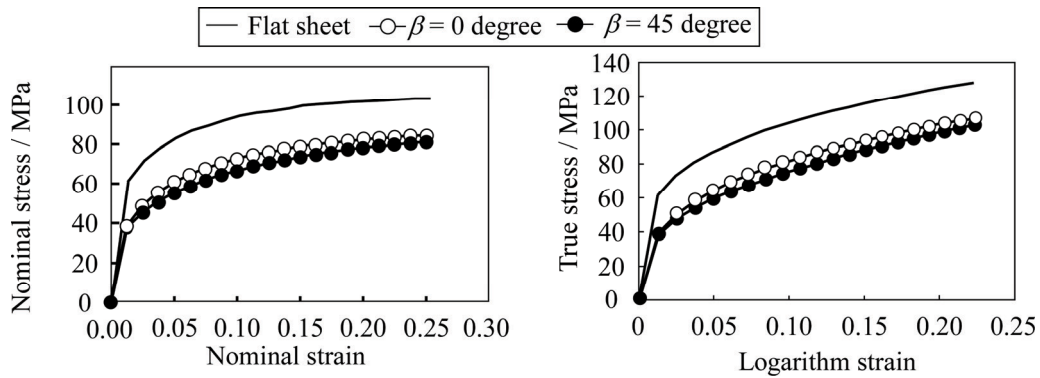 Flat sheet β = 0 degree β = 45 degree
Nominal stress / MPa
100
80
60
40
20
0
0.00 0.05 0.10 0.15 0.20 0.25 0.30
Nominal strain
True stress / MPa
140
120
100
80
60
40
20
0
0 0.05 0.10 0.15 0.20 0.25
Logarithm strain